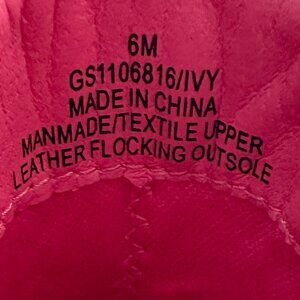 6M
GS1106816/IVY
MADE IN CHINA
MANMADE/TEXTILE UPPER
LEATHER FLOCKING OUTSOLE